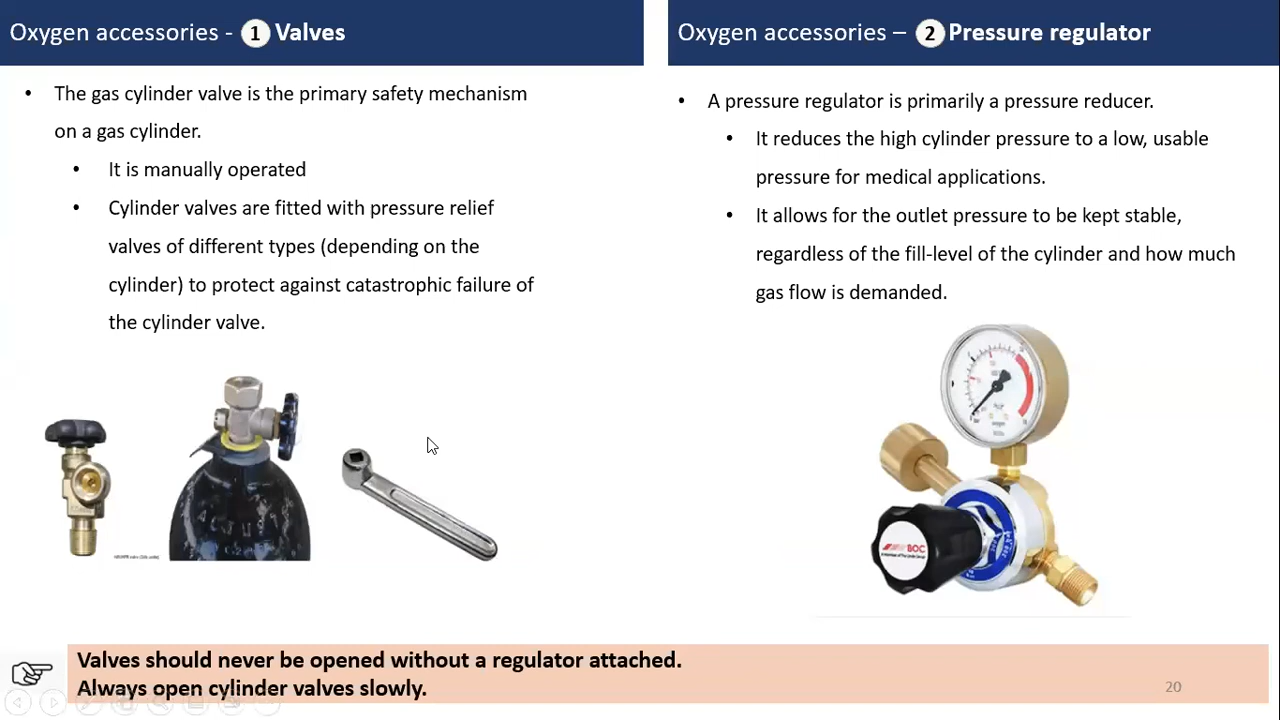 Oxygen accessories - 1 Valves
• The gas cylinder valve is the primary safety mechanism
on a gas cylinder.
• It is manually operated
• Cylinder valves are fitted with pressure relief
valves of different types (depending on the
cylinder) to protect against catastrophic failure of
the cylinder valve.
Oxygen accessories – 2 Pressure regulator
• A pressure regulator is primarily a pressure reducer.
• It reduces the high cylinder pressure to a low, usable
pressure for medical applications.
• It allows for the outlet pressure to be kept stable,
regardless of the fill-level of the cylinder and how much
gas flow is demanded.
BOC
Valves should never be opened without a regulator attached.
Always open cylinder valves slowly.
20